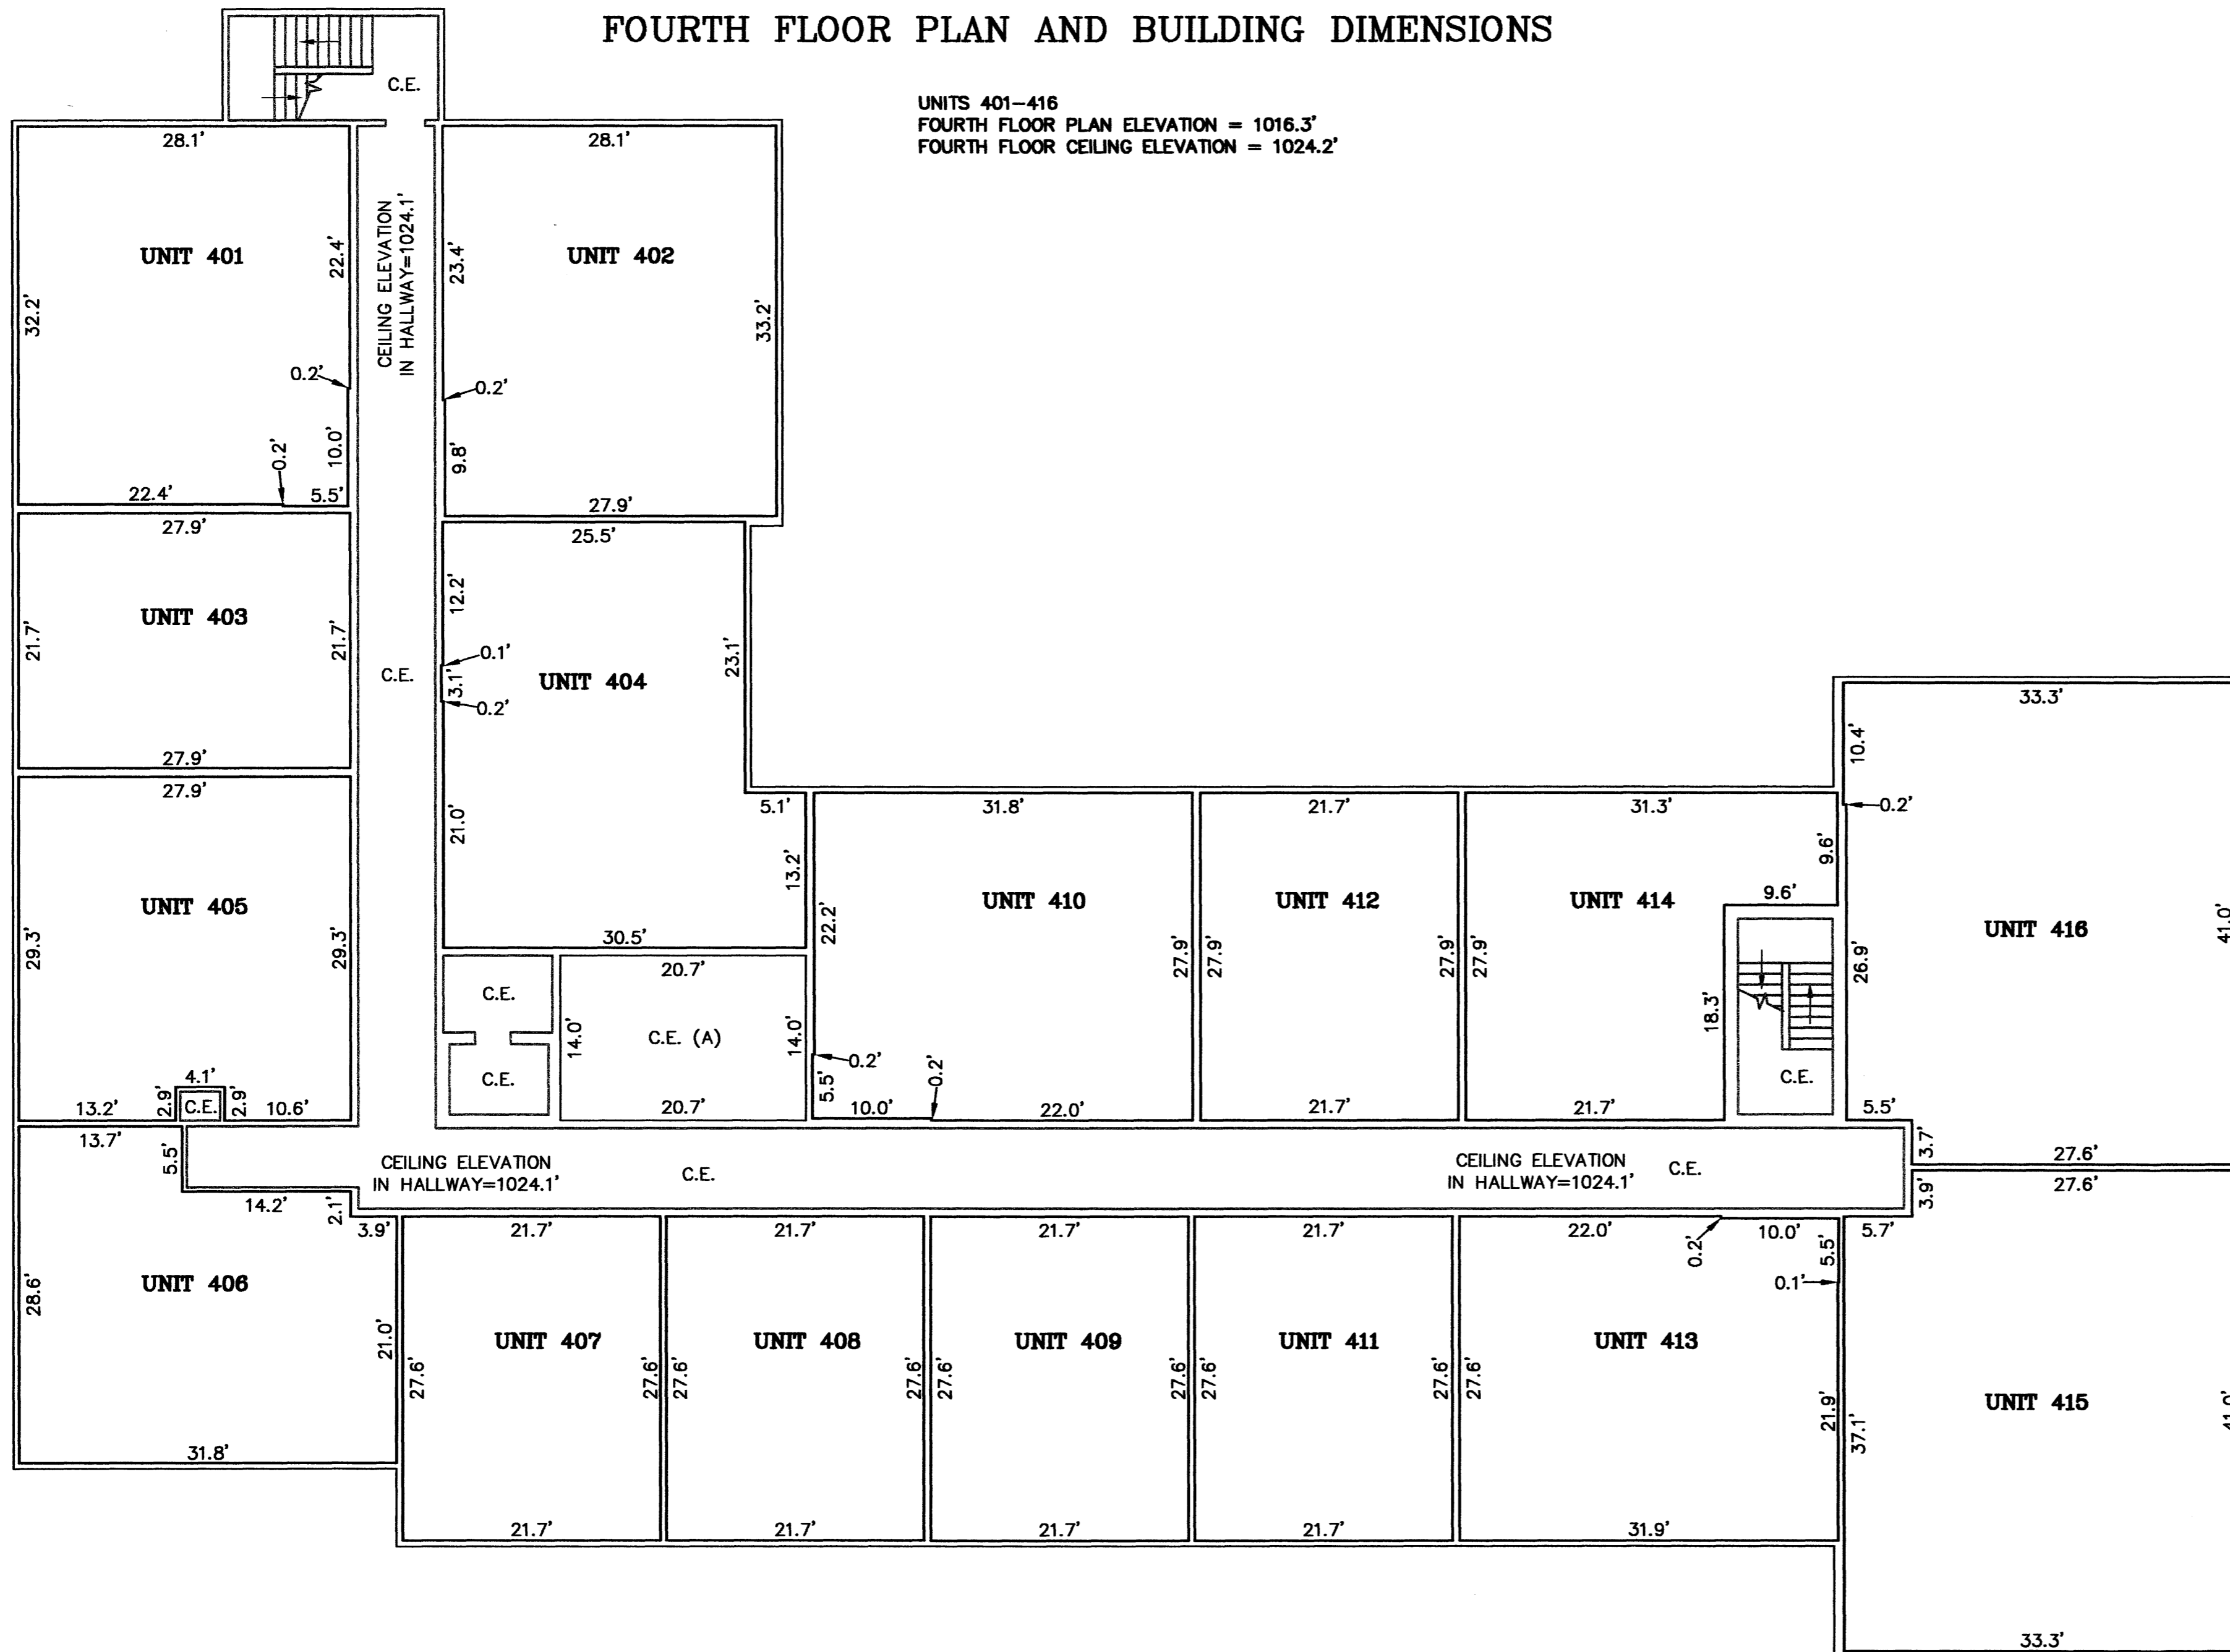 FOURTH FLOOR PLAN AND BUILDING DIMENSIONS
UNITS 401-416
FOURTH FLOOR PLAN ELEVATION = 1016.3'
FOURTH FLOOR CEILING ELEVATION = 1024.2'
C.E.
28.1'
UNIT 401
22.4'
32.2'
0.2'
10.0'
0.2'
22.4'
5.5'
CEILING ELEVATION
IN HALLWAY=1024.1'
28.1'
UNIT 402
23.4'
33.2'
0.2'
9.8'
27.9'
27.9'
UNIT 403
21.7'
21.7'
27.9'
C.E.
25.5'
12.2'
0.1'
3.1'
0.2'
UNIT 404
23.1'
21.0'
5.1'
13.2'
30.5'
27.9'
UNIT 405
29.3'
29.3'
4.1'
2.9'
C.E.
2.9'
13.2'
10.6'
C.E.
C.E.
20.7'
14.0'
C.E. (A)
14.0'
20.7'
31.8'
UNIT 410
22.2'
27.9'
0.2'
5.5'
0.2'
10.0'
22.0'
21.7'
UNIT 412
27.9'
27.9'
21.7'
31.3'
UNIT 414
9.6'
9.6'
27.9'
18.3'
21.7'
C.E.
33.3'
10.4'
0.2'
UNIT 416
26.9'
41.0'
5.5'
3.7'
27.6'
CEILING ELEVATION
IN HALLWAY=1024.1'
C.E.
CEILING ELEVATION
IN HALLWAY=1024.1'
C.E.
13.7'
5.5'
14.2'
2.1'
3.9'
UNIT 406
28.6'
21.0'
31.8'
21.7'
UNIT 407
27.6'
27.6'
21.7'
21.7'
UNIT 408
27.6'
27.6'
21.7'
21.7'
UNIT 409
27.6'
27.6'
21.7'
21.7'
UNIT 411
27.6'
27.6'
21.7'
22.0'
0.2'
10.0'
5.5'
0.1'
UNIT 413
27.6'
21.9'
31.9'
27.6'
3.9'
5.7'
UNIT 415
37.1'
41.0'
33.3'